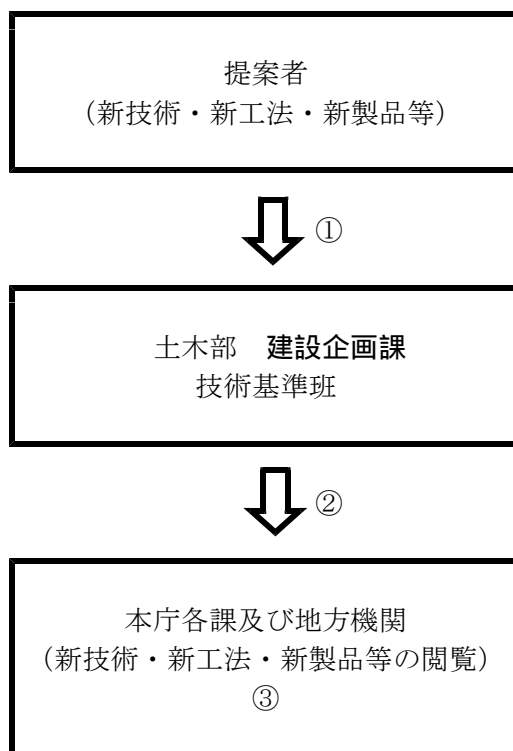 提案者
（新技術・新工法・新製品等）
①
土木部　建設企画課
技術基準班
②
本庁各課及び地方機関
（新技術・新工法・新製品等の閲覧）
③